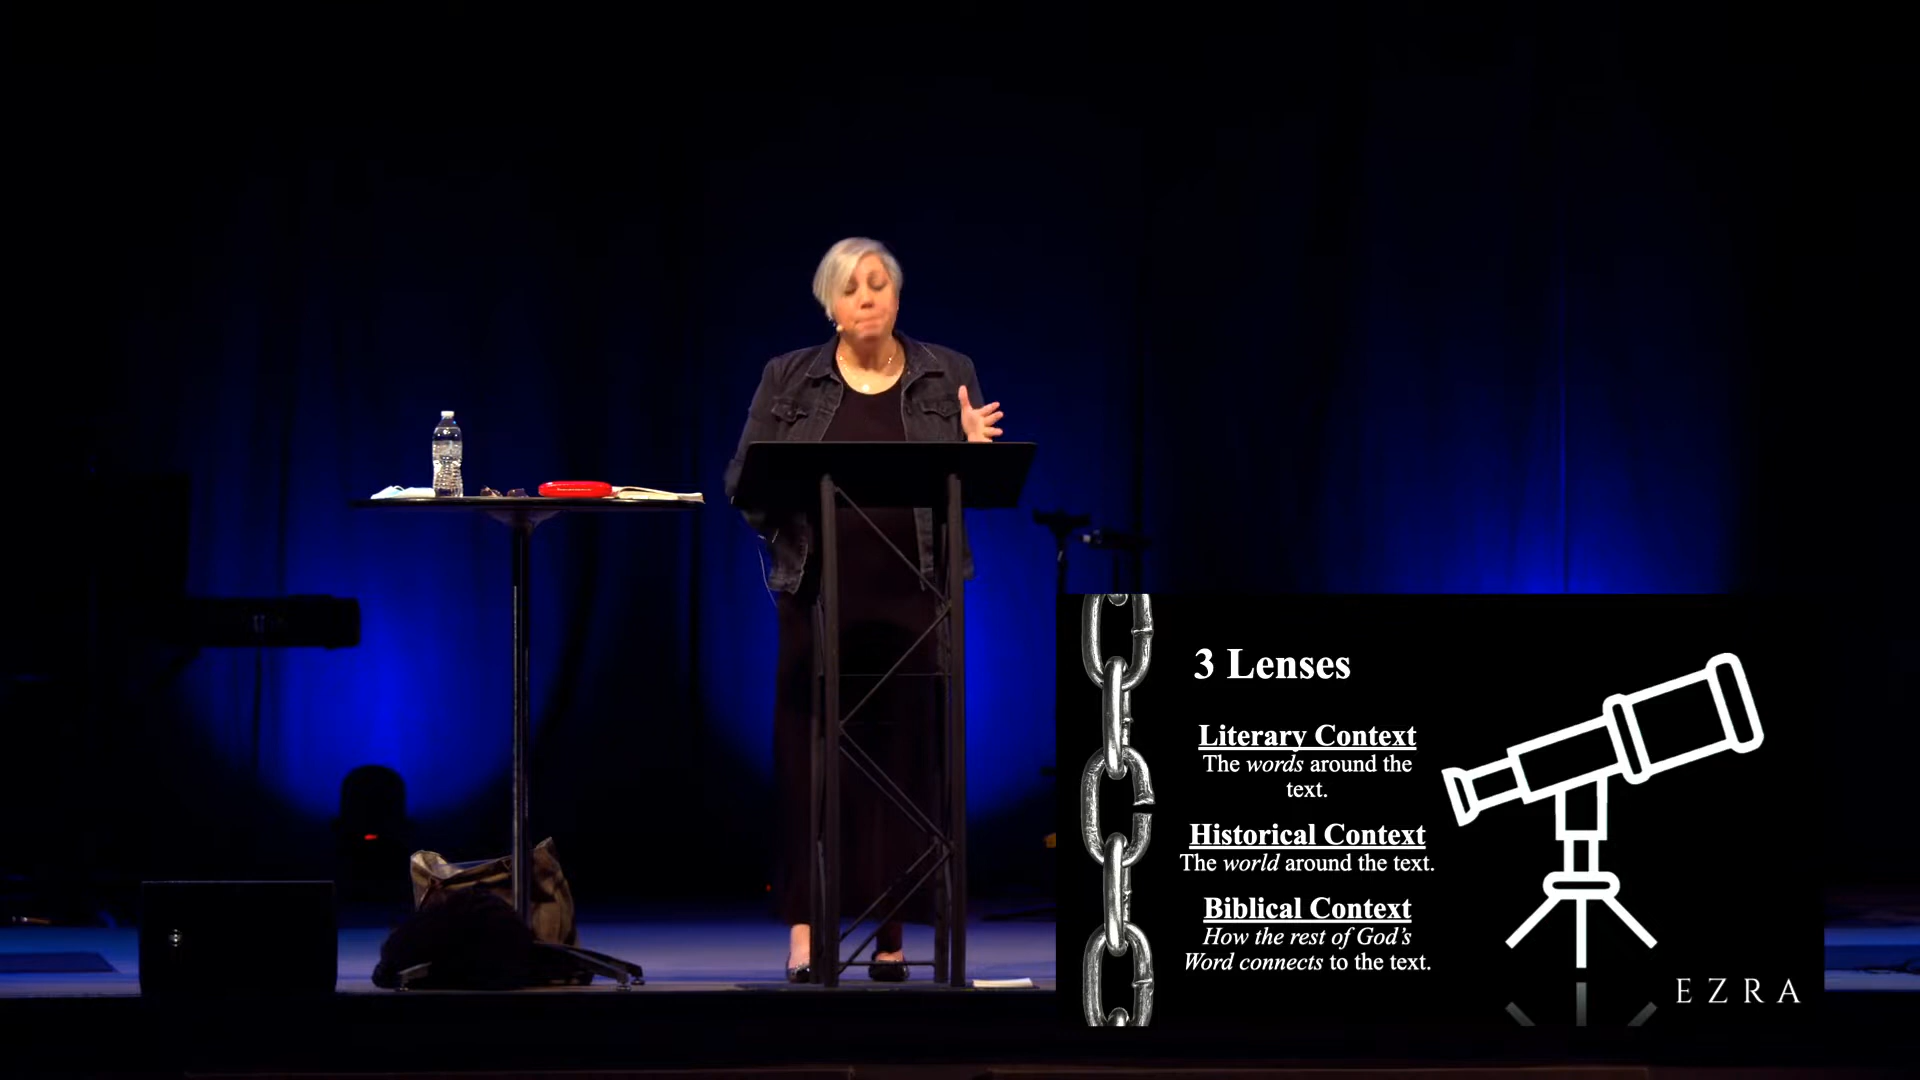 3 Lenses
Literary Context
The words around the
text.
Historical Context
The world around the text.
Biblical Context
How the rest of God's
Word connects to the text.
EZRA